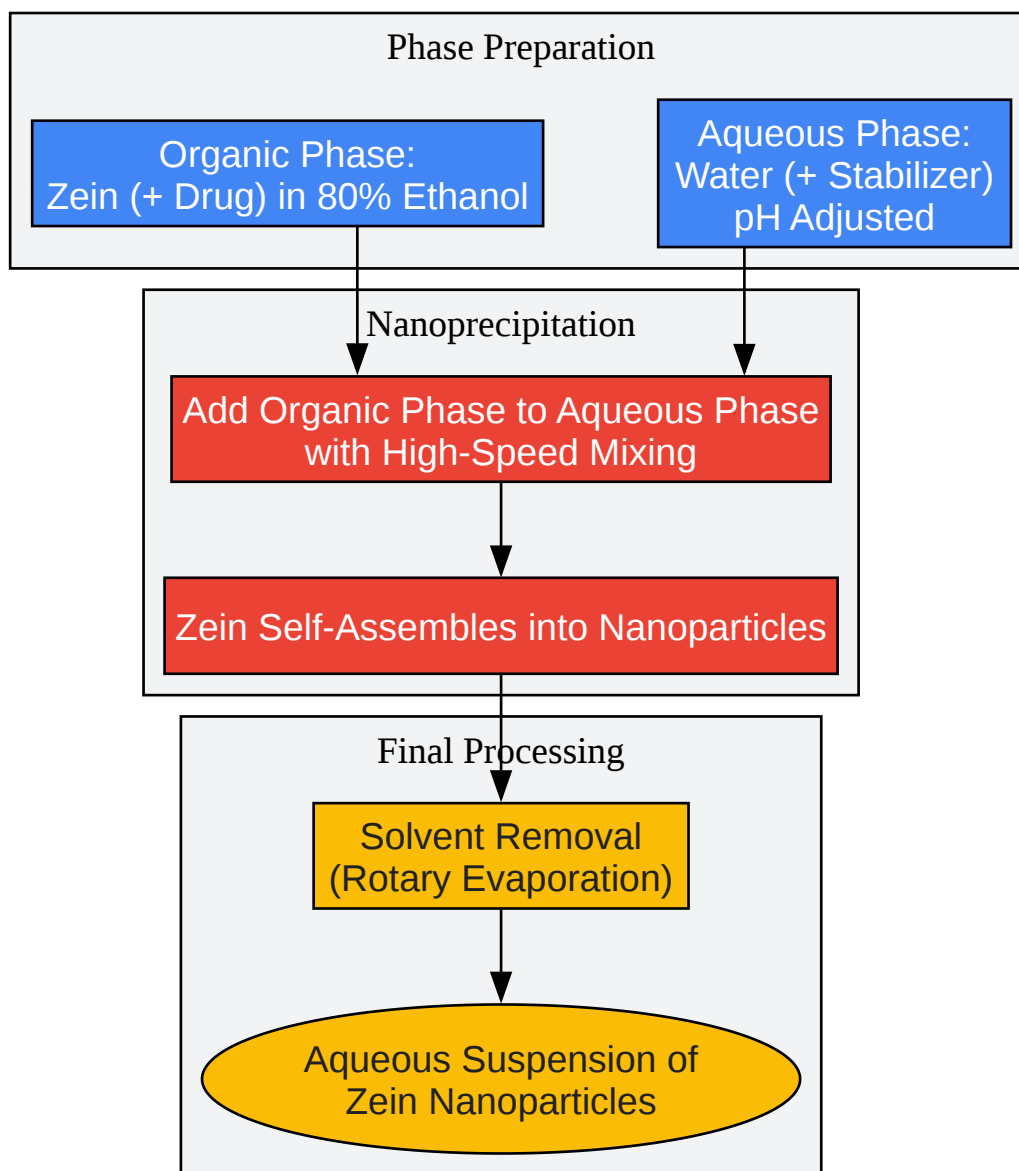 Phase Preparation
Organic Phase:
Zein (+ Drug) in 80% Ethanol
Aqueous Phase:
Water (+ Stabilizer)
pH Adjusted
Nanoprecipitation
Add Organic Phase to Aqueous Phase
with High-Speed Mixing
Zein Self-Assembles into Nanoparticles
Final Processing
Solvent Removal
(Rotary Evaporation)
Aqueous Suspension of
Zein Nanoparticles